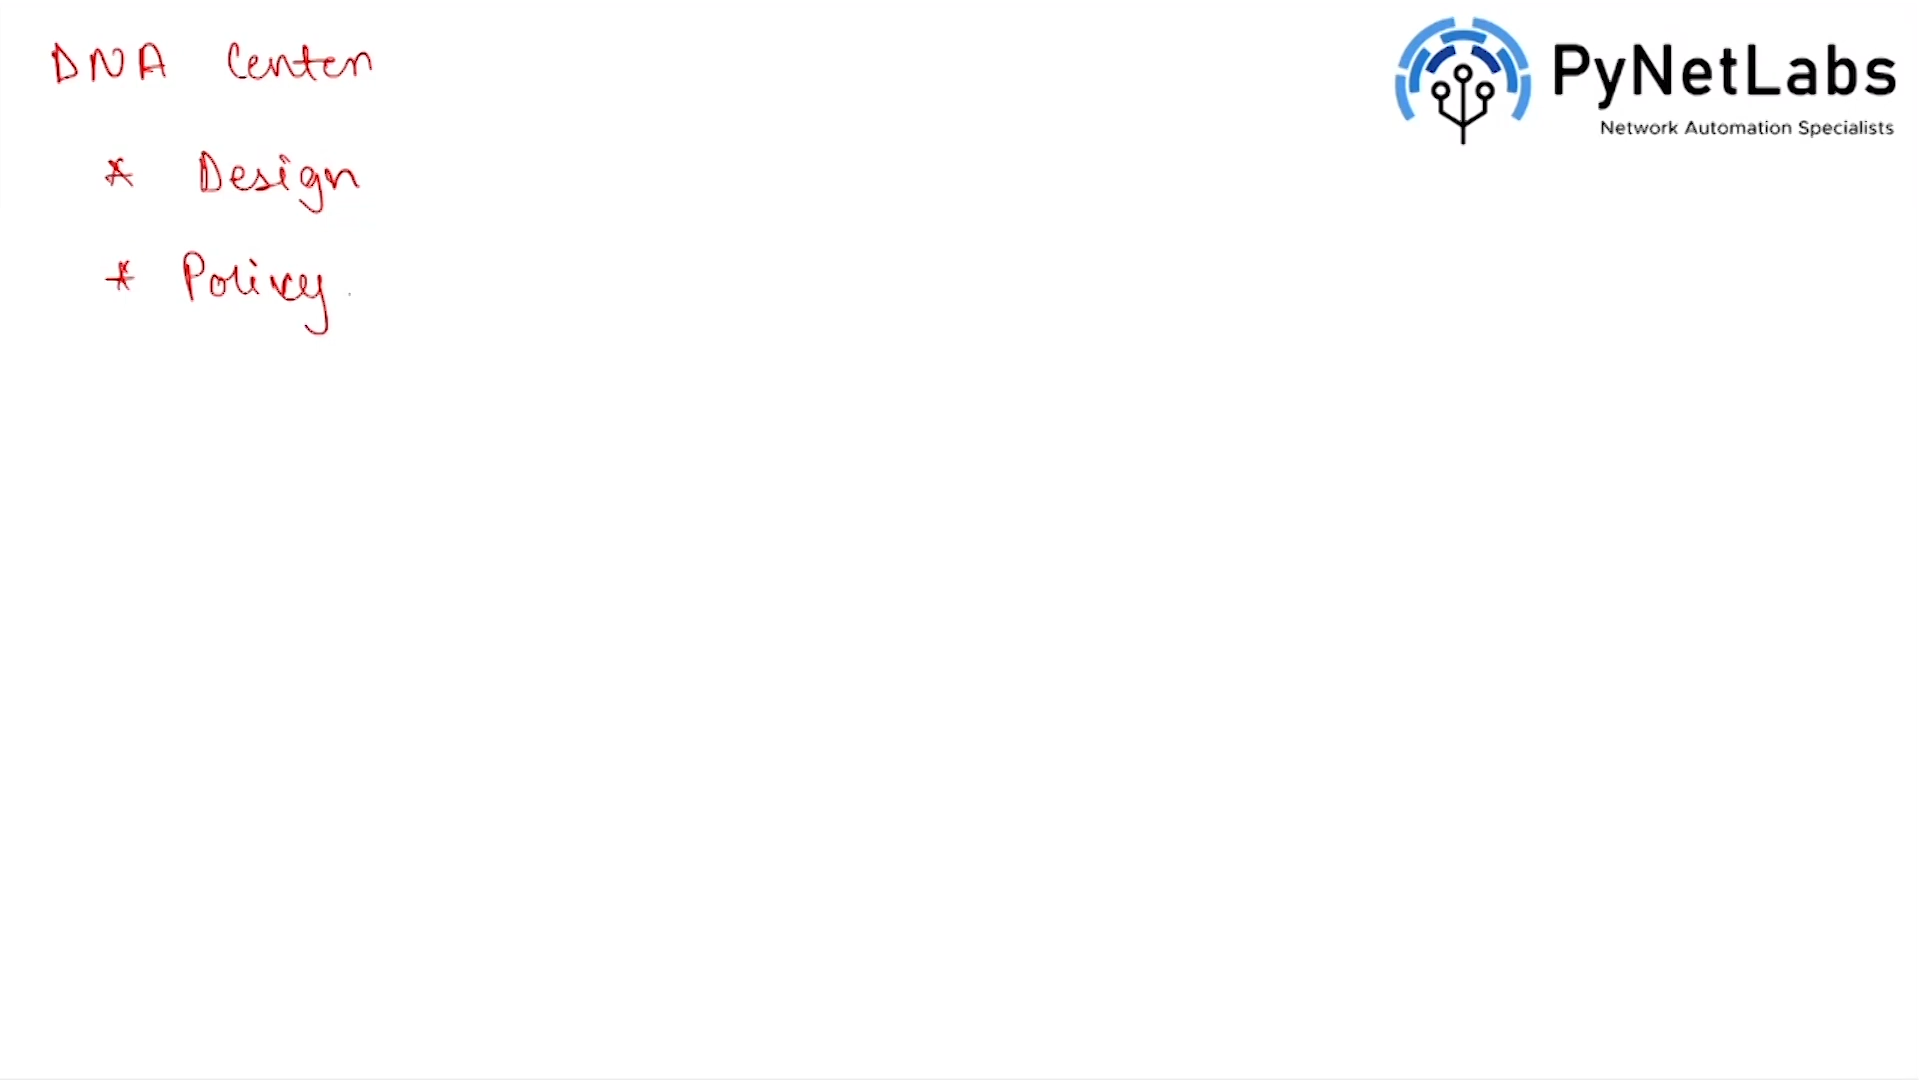 DNA Center
* Design
* Policy
PyNetLabs
Network Automation Specialists